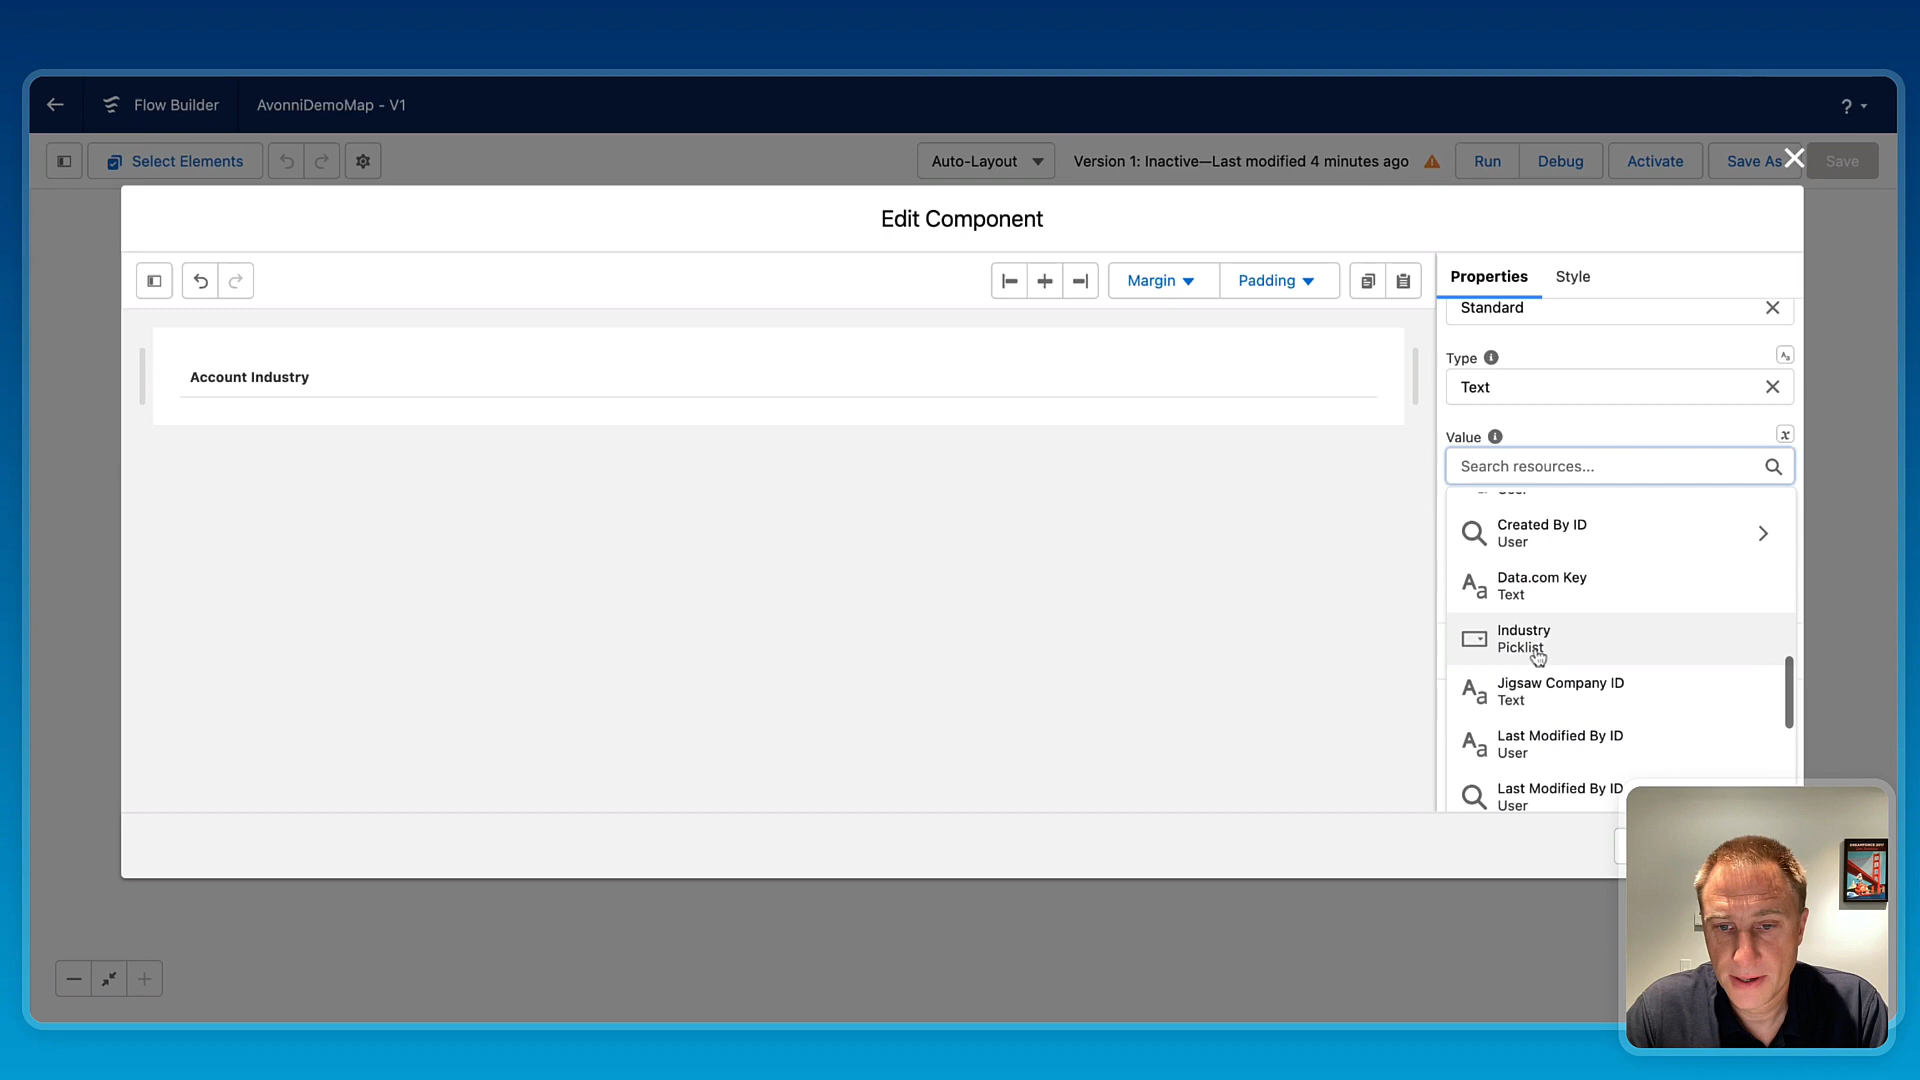 Flow Builder
AvonniDemoMap - V1
?
Select Elements
Auto-Layout
Version 1: Inactive—Last modified 4 minutes ago
Run
Debug
Activate
Save As
Save
Edit Component
Margin
Padding
Properties
Style
Standard
Account Industry
Type
Text
Value
Search resources...
Created By ID
User
Data.com Key
Text
Industry
Picklist
Jigsaw Company ID
Text
Last Modified By ID
User
Last Modified By ID
User
DREAMFORCE 2017